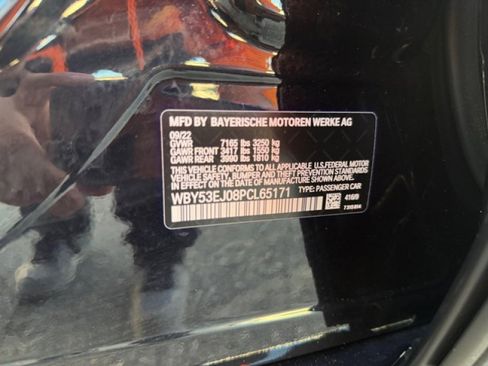 MFD BY BAYERISCHE MOTOREN WERKE AG
09/22
GVWR 7165 lbs 3250 kg
GAWR FRONT 3417 lbs 1550 kg
GAWR REAR 3990 lbs 1810 kg
THIS VEHICLE CONFORMS TO ALL APPLICABLE U.S. FEDERAL MOTOR
VEHICLE SAFETY, BUMPER, AND THEFT PREVENTION STANDARDS
IN EFFECT ON THE DATE OF MANUFACTURE SHOWN ABOVE.
WBY53EJ08PCL65171 TYPE: PASSENGER CAR
416/9